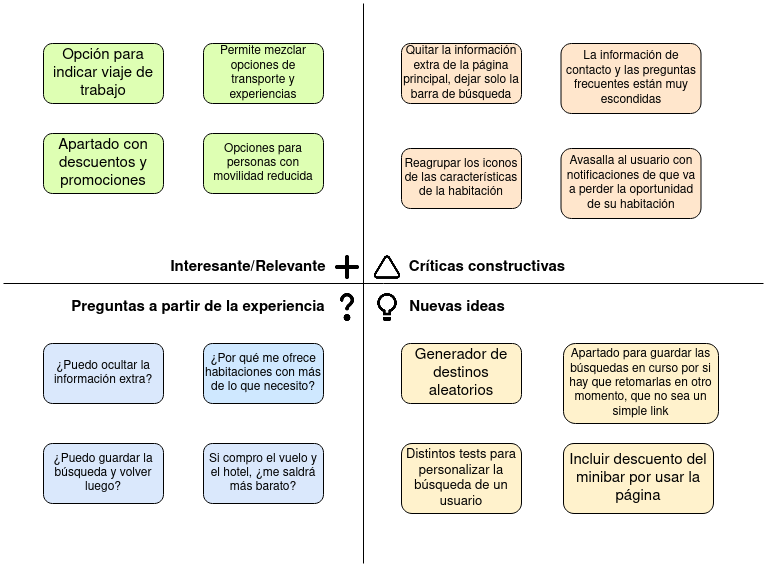 Opción para
indicar viaje de
trabajo
Permite mezclar
opciones de
transporte y
experiencias
Apartado con
descuentos y
promociones
Opciones para
personas con
movilidad reducida
Interesante/Relevante
Quitar la información
extra de la página
principal, dejar solo la
barra de búsqueda
La información de
contacto y las preguntas
frecuentes están muy
escondidas
Reagrupar los iconos
de las características
de la habitación
Avasalla al usuario con
notificaciones de que va
a perder la oportunidad
de su habitación
Críticas constructivas
Preguntas a partir de la experiencia
¿Puedo ocultar la
información extra?
¿Por qué me ofrece
habitaciones con más
de lo que necesito?
¿Puedo guardar la
búsqueda y volver
luego?
Si compro el vuelo y
el hotel, ¿me saldrá
más barato?
Nuevas ideas
Generador de
destinos
aleatorios
Apartado para guardar las
búsquedas en curso por si
hay que retomarlas en otro
momento, que no sea un
simple link
Distintos tests para
personalizar la
búsqueda de un
usuario
Incluir descuento del
minibar por usar la
página